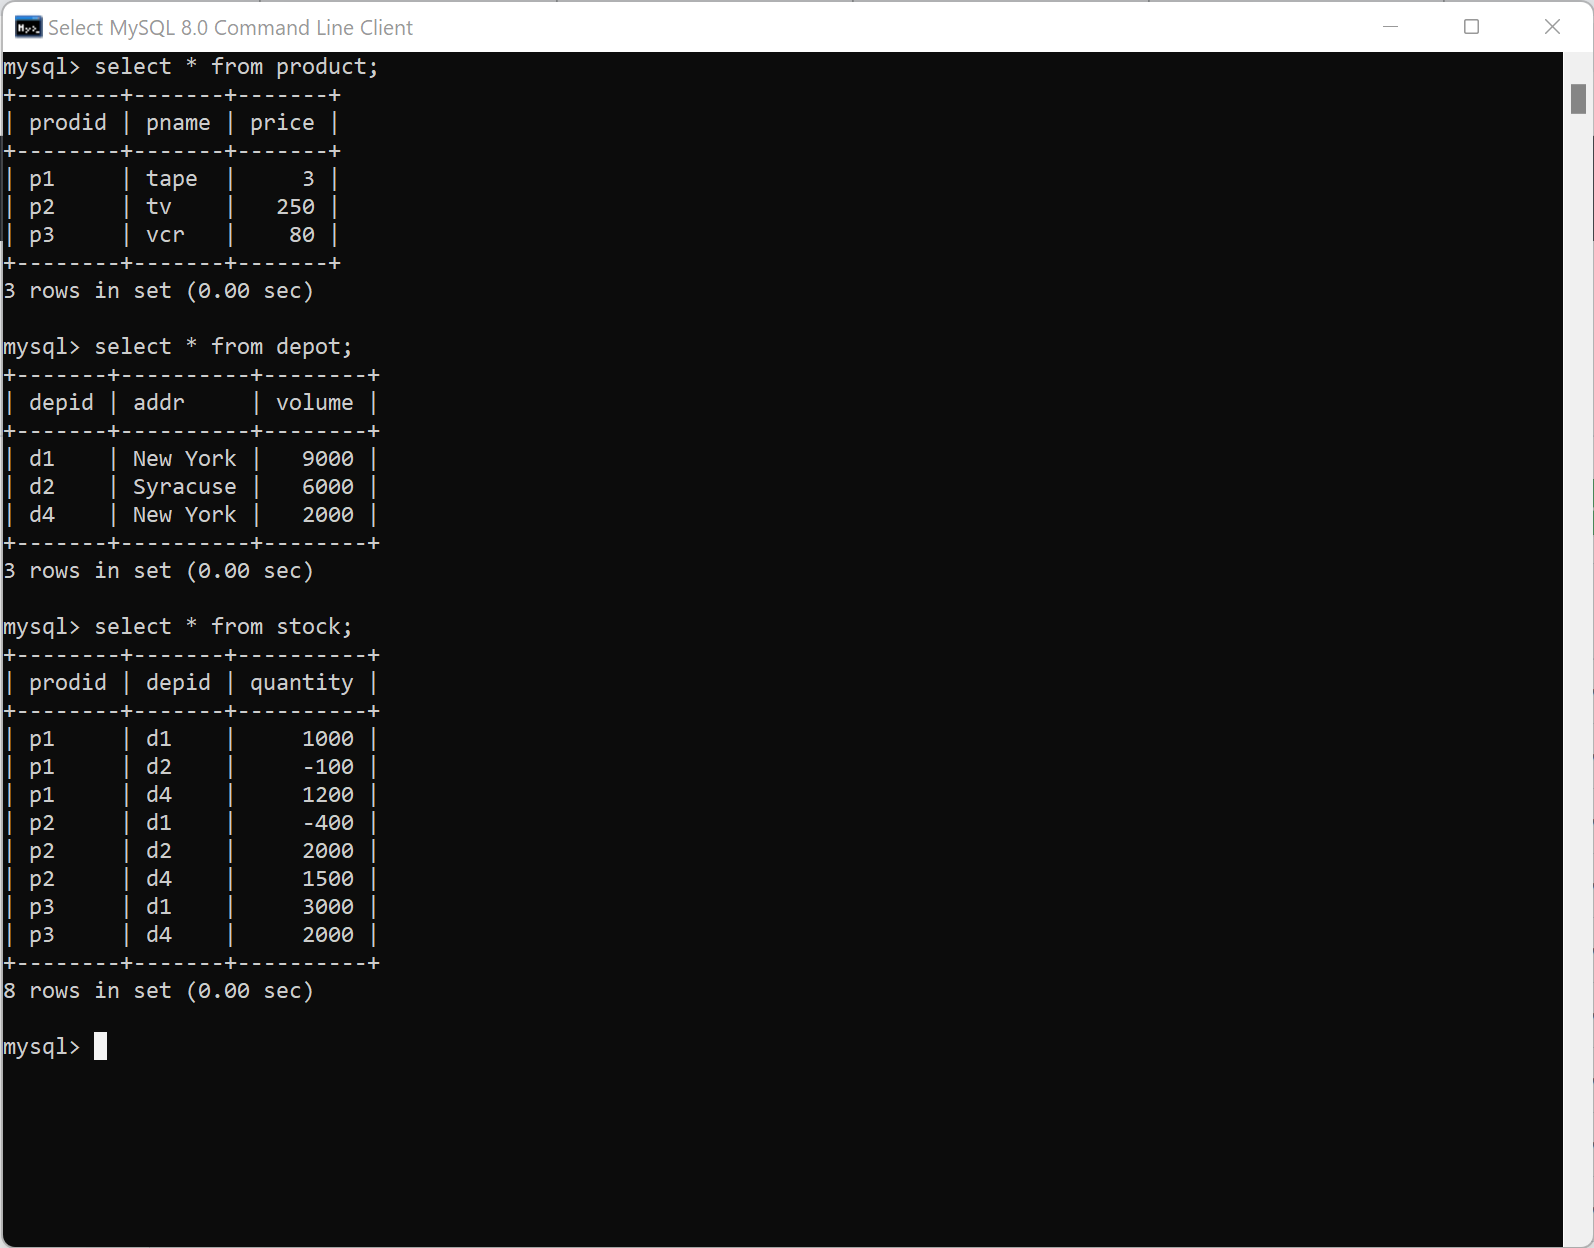 Select MySQL 8.0 Command Line Client
mysql> select * from product;
+--------+-------+-------+
| prodid | pname | price |
+--------+-------+-------+
| p1     | tape  |     3 |
| p2     | tv    |   250 |
| p3     | vcr   |    80 |
+--------+-------+-------+
3 rows in set (0.00 sec)

mysql> select * from depot;
+-------+----------+--------+
| depid | addr     | volume |
+-------+----------+--------+
| d1    | New York |   9000 |
| d2    | Syracuse |   6000 |
| d4    | New York |   2000 |
+-------+----------+--------+
3 rows in set (0.00 sec)

mysql> select * from stock;
+--------+-------+----------+
| prodid | depid | quantity |
+--------+-------+----------+
| p1     | d1    |     1000 |
| p1     | d2    |     -100 |
| p1     | d4    |     1200 |
| p2     | d1    |     -400 |
| p2     | d2    |     2000 |
| p2     | d4    |     1500 |
| p3     | d1    |     3000 |
| p3     | d4    |     2000 |
+--------+-------+----------+
8 rows in set (0.00 sec)

mysql>